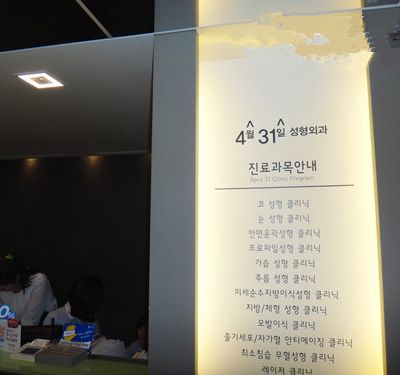 4월 31일 성형외과
진료과목안내
April 31 Clinic Program
코 성형 클리닉
눈 성형 클리닉
안면윤곽성형 클리닉
프로파일성형 클리닉
가슴 성형 클리닉
주름 성형 클리닉
미세순수지방이식성형 클리닉
지방/체형 성형 클리닉
모발이식 클리닉
줄기세포/자가혈 안티에이징 클리닉
최소침습 무혈성형 클리닉
레이저 클리닉
0%